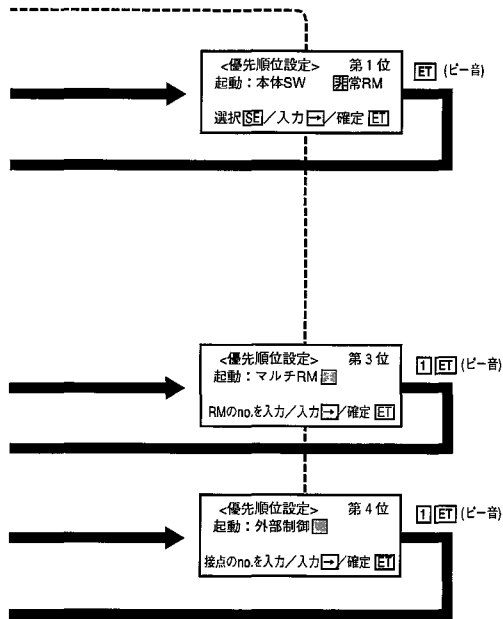 <優先順位設定> 第1位
起動：本体SW 非常RM
選択SE／入力→／確定ET
ET (ピー音)
<優先順位設定> 第3位
起動：マルチRM
RMのno.を入力／入力→／確定ET
1 ET (ピー音)
<優先順位設定> 第4位
起動：外部制御
接点のno.を入力／入力→／確定ET
1 ET (ピー音)